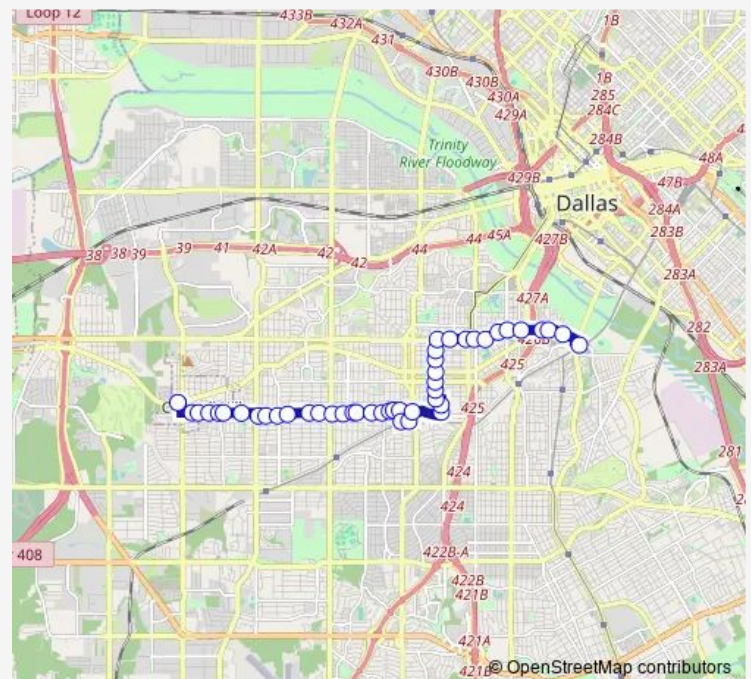 Loop 12
433B
432A
431
1B
430B
430B
1B
430A
285
284C
429A
284B
Trinity
River Floodway
48A
429B
47B
Dallas
284A
283B
44
45A
427B
38
38
39
39
41
42A
42
42
44
283A
427A
282
425
283A
425
281
424
424
408
422B-A
422B
421B
421A
421B
© OpenStreetMap contributors